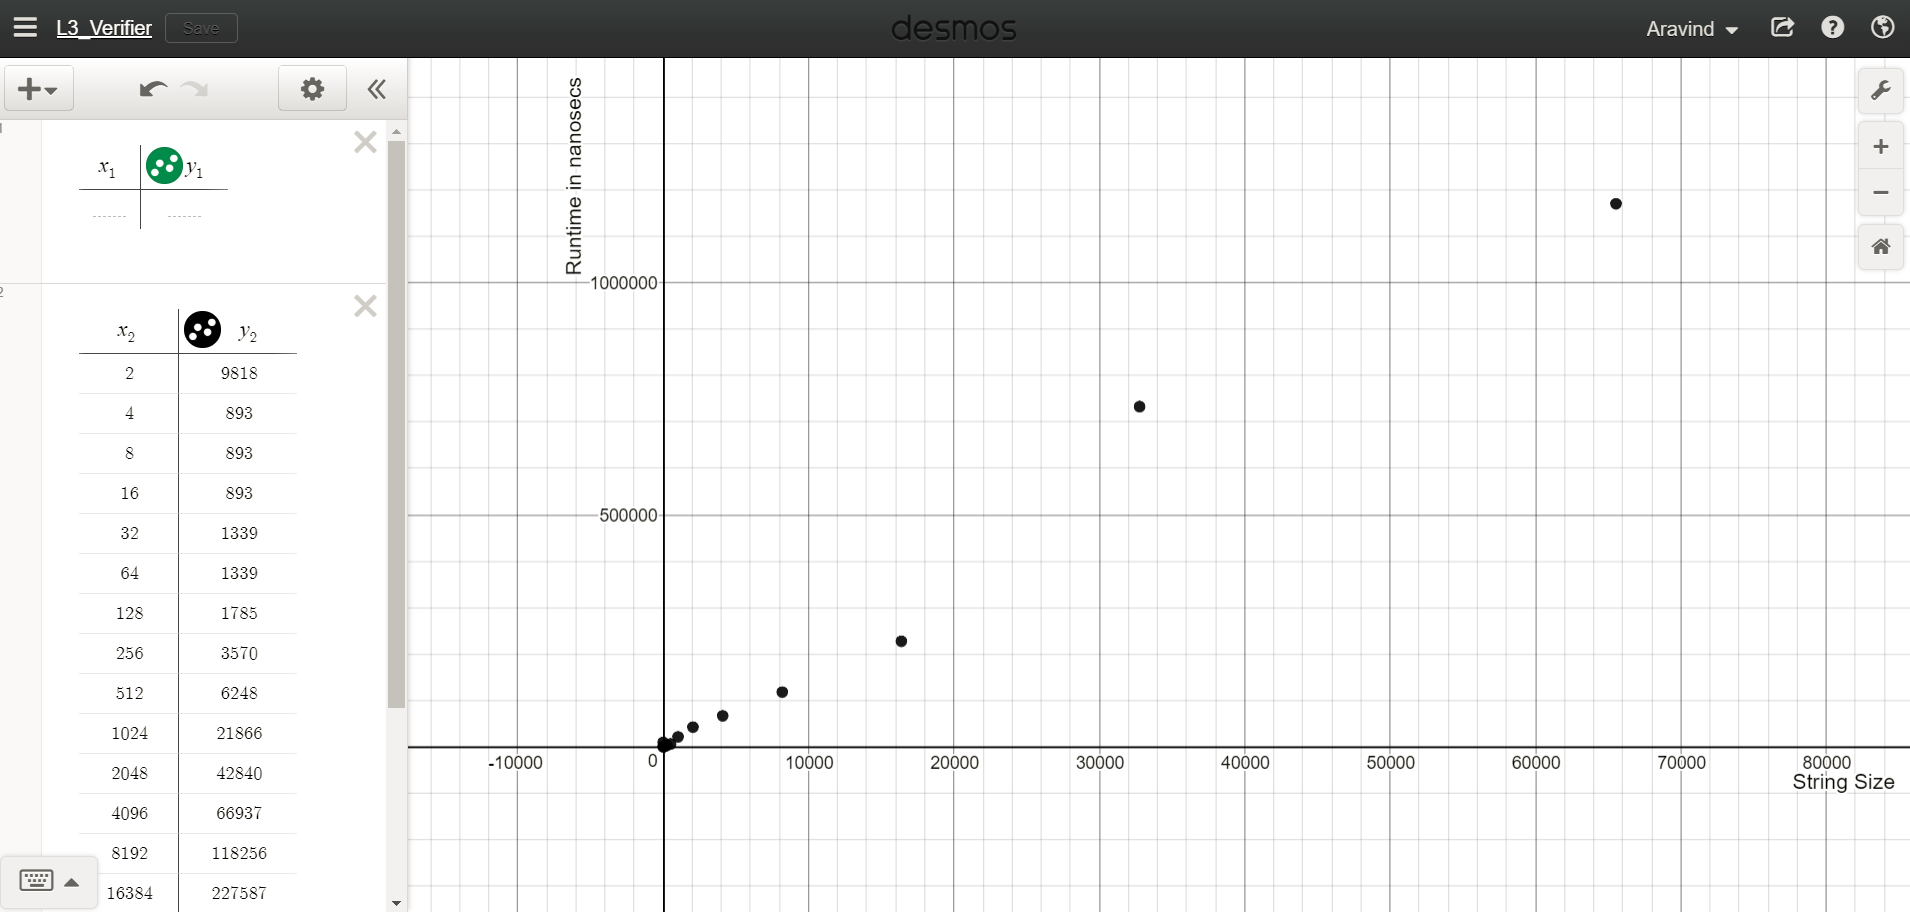 L3_Verifier Save desmos Aravind
x1 y1
x2 y2
2 9818
4 893
8 893
16 893
32 1339
64 1339
128 1785
256 3570
512 6248
1024 21866
2048 42840
4096 66937
8192 118256
16384 227587
Runtime in nanosecs
1000000
500000
-10000 0 10000 20000 30000 40000 50000 60000 70000 80000
String Size